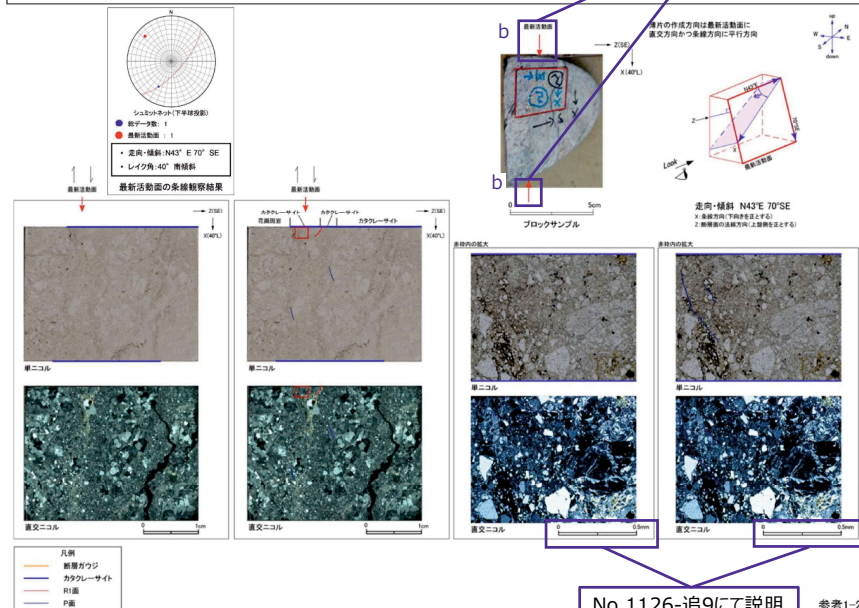 N
シュミットネット(下半球投影)
総データ数： 1
最新活動面 ： 1
・ 走向・傾斜：N43° E 70° SE
・ レイク角：40° 南傾斜
最新活動面の条線観察結果
b
最新活動面
Z(SE)
X(40°L)
b
0 5cm
ブロックサンプル
薄片の作成方向は最新活動面に
直交方向かつ条線方向に平行方向
up
W N
S E
down
N43°E
40°
Z
70°SE
X
Look
最新活動面
走向・傾斜 N43°E 70°SE
X：条線方向(下向きを正とする)
Z：断層面の法線方向(上盤側を正とする)
最新活動面
Z(SE)
X(40°L)
単ニコル
直交ニコル
0 1cm
最新活動面
カタクレーサイト カタクレーサイト
花崗斑岩 カタクレーサイト
Z(SE)
X(40°L)
単ニコル
直交ニコル
0 1cm
赤枠内の拡大
単ニコル
直交ニコル
0 0.5mm
赤枠内の拡大
単ニコル
直交ニコル
0 0.5mm
凡例
断層ガウジ
カタクレーサイト
R1面
P面
No.1126-追9にて説明
参考1-2